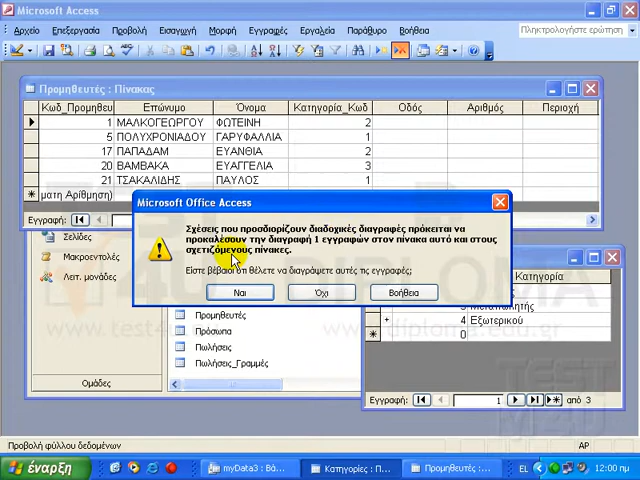 Microsoft Access
Αρχείο Επεξεργασία Προβολή Εισαγωγή Μορφή Εγγραφές Εργαλεία Παράθυρο Βοήθεια Πληκτρολογήστε ερώτηση
Προμηθευτές : Πίνακας
Κωδ_Προμηθευ Επώνυμο Όνομα Κατηγορία_Κωδ Οδός Αριθμός Περιοχή
1 ΜΑΛΚΟΓΕΩΡΓΟΥ ΦΩΤΕΙΝΗ 2
5 ΠΟΛΥΧΡΟΝΙΑΔΟΥ ΓΑΡΥΦΑΛΛΙΑ 1
17 ΠΑΠΑΔΑΜ ΕΥΑΝΘΙΑ 2
20 ΒΑΜΒΑΚΑ ΕΥΑΓΓΕΛΙΑ 3
21 ΤΣΑΚΑΛΙΔΗΣ ΠΑΥΛΟΣ 1
ματη Αρίθμηση)
Εγγραφή:
Microsoft Office Access
Σχέσεις που προσδιορίζουν διαδοχικές διαγραφές πρόκειται να
προκαλέσουν την διαγραφή 1 εγγραφών στον πίνακα αυτό και στους
σχετιζόμενους πίνακες.
Είστε βέβαιοι ότι θέλετε να διαγράψετε αυτές τις εγγραφές;
Ναι Όχι Βοήθεια
Σελίδες
Μακροεντολές
Λειτ. μονάδες
Ομάδες
Προμηθευτές
Πρόσωπα
Πωλήσεις
Πωλήσεις_Γραμμές
4 Εξωτερικού
0
Εγγραφή: 1 από 3
Προβολή φύλλου δεδομένων AP
έναρξη myData3 : Βά... Κατηγορίες : Π... Προμηθευτές :... EL 12:00 πμ